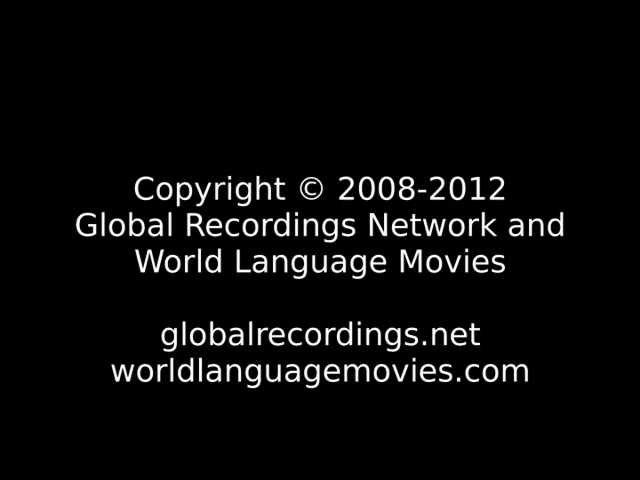 Copyright © 2008-2012
Global Recordings Network and
World Language Movies
globalrecordings.net
worldlanguagemovies.com